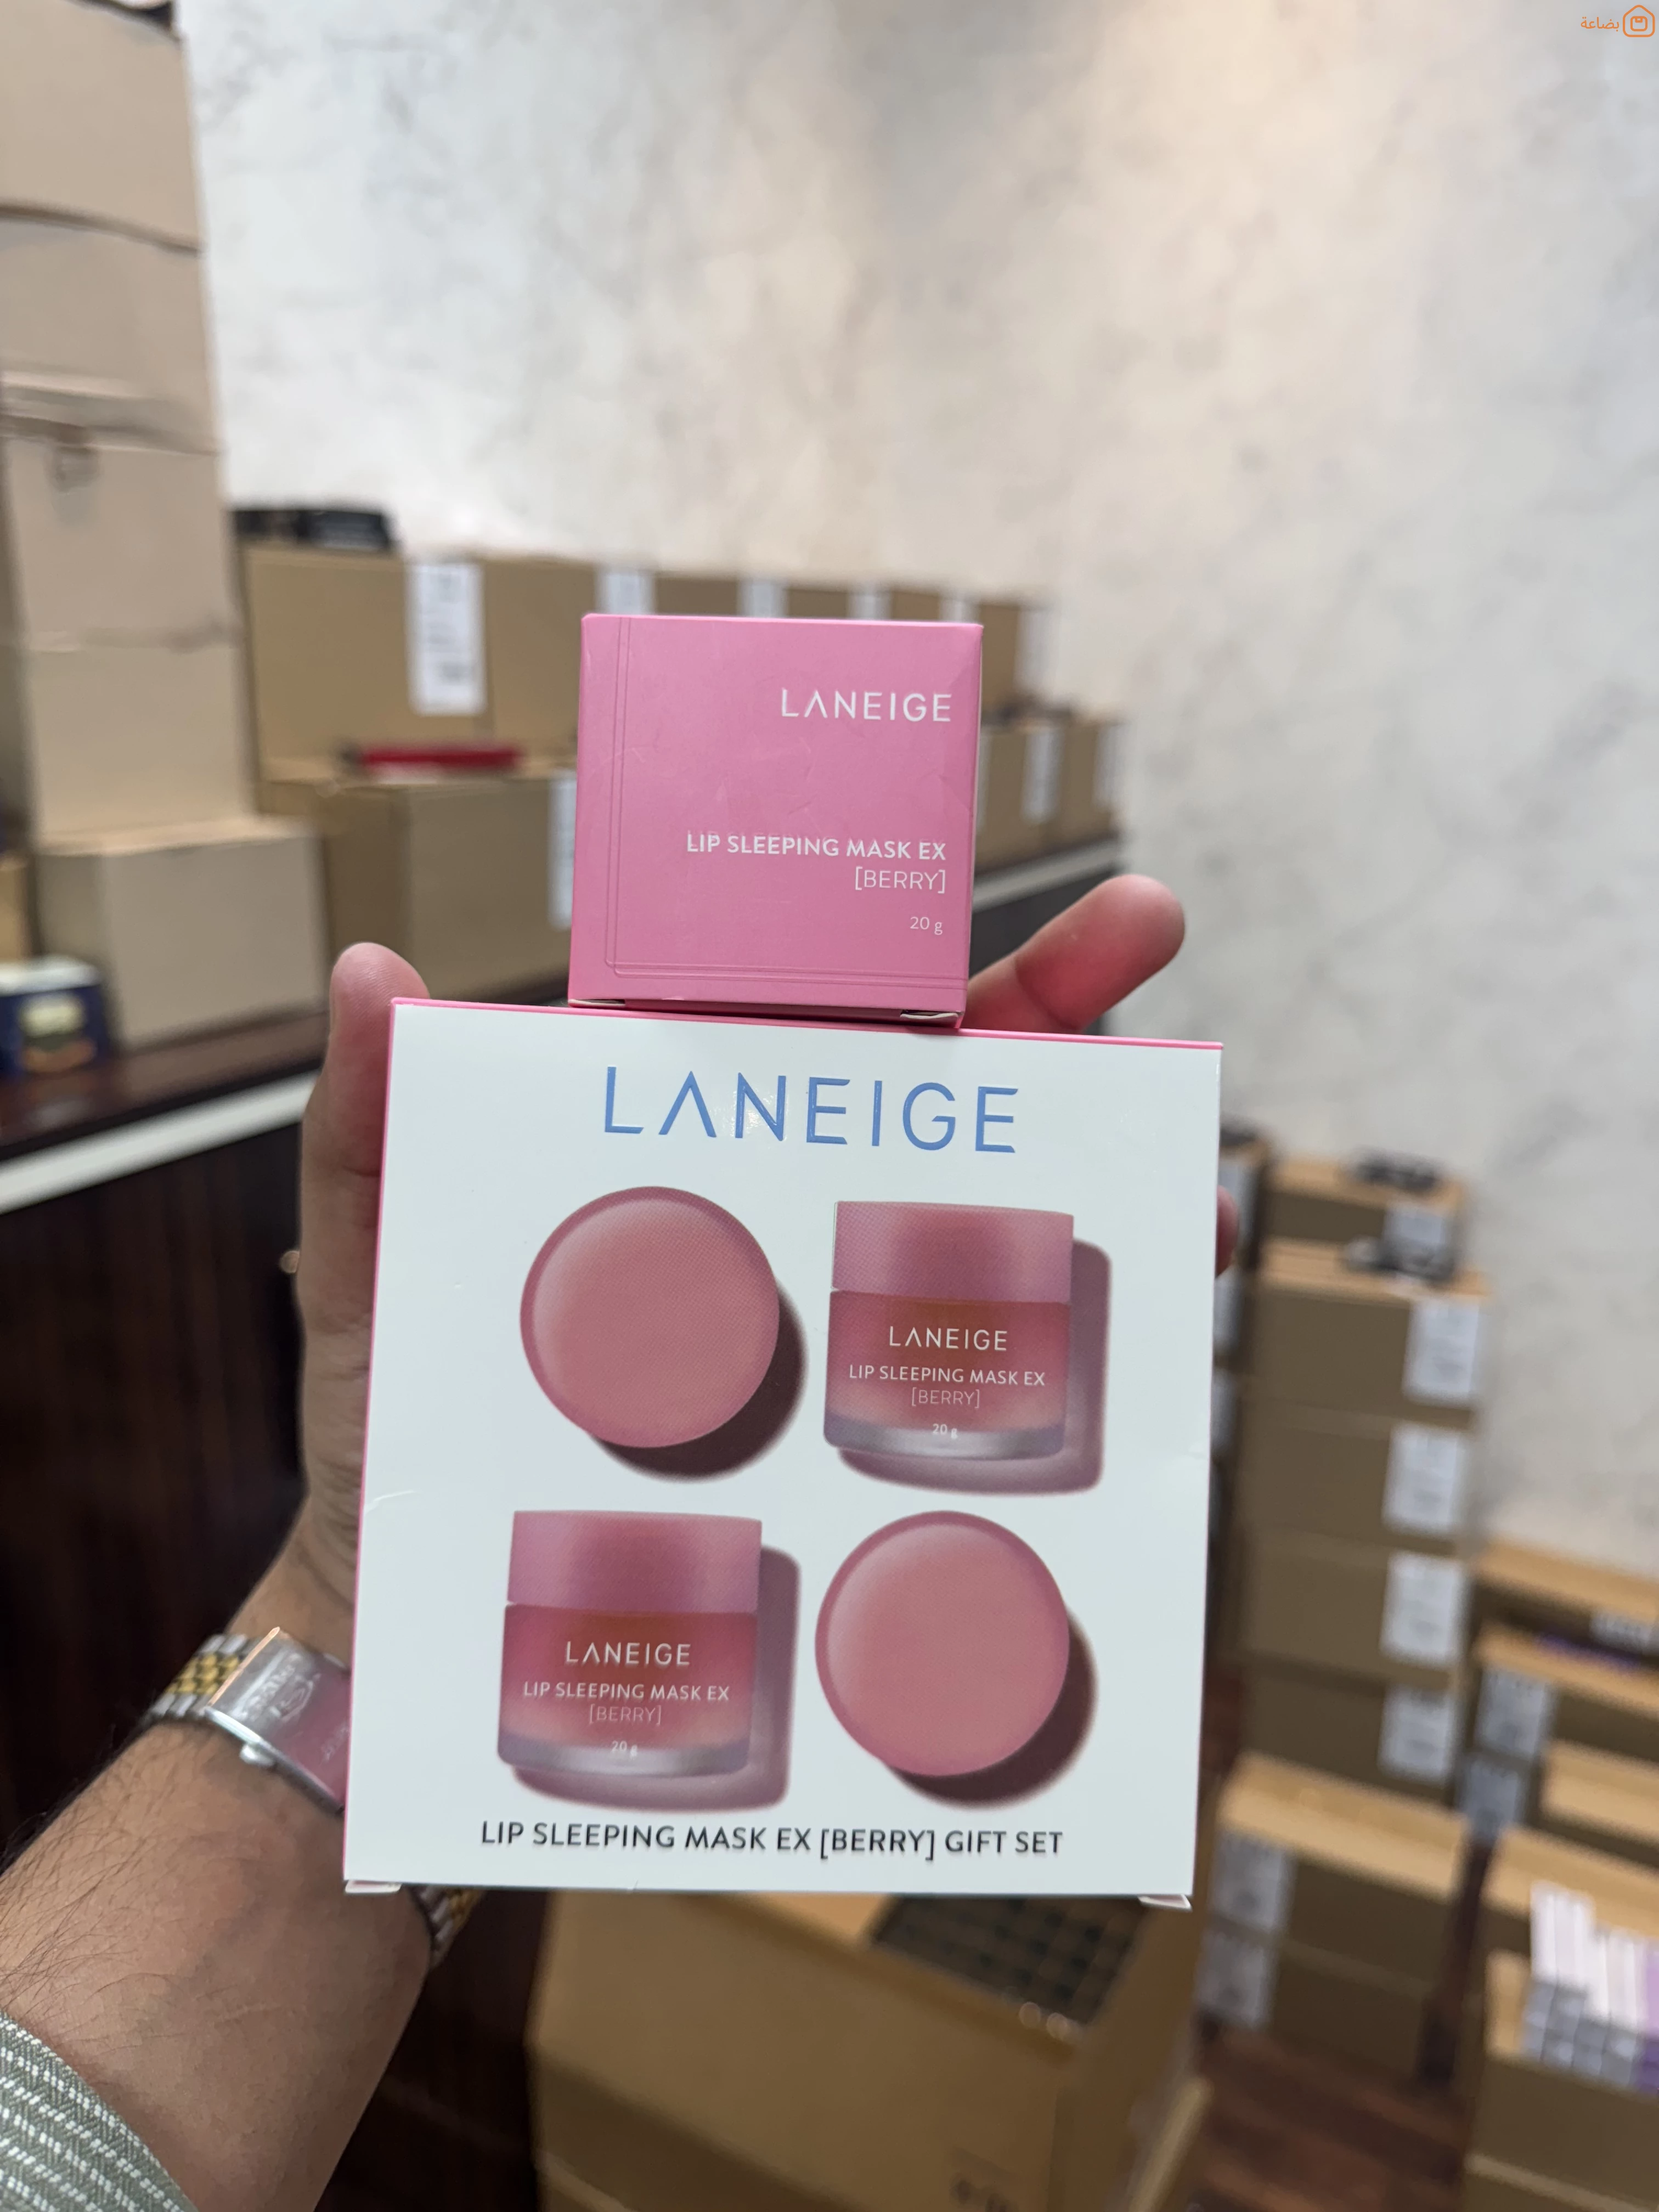 بضاعة
LANEIGE
LIP SLEEPING MASK EX
[BERRY]
20 g
LANEIGE
LANEIGE
LIP SLEEPING MASK EX
[BERRY]
20 g
LANEIGE
LIP SLEEPING MASK EX
[BERRY]
20 g
LIP SLEEPING MASK EX [BERRY] GIFT SET